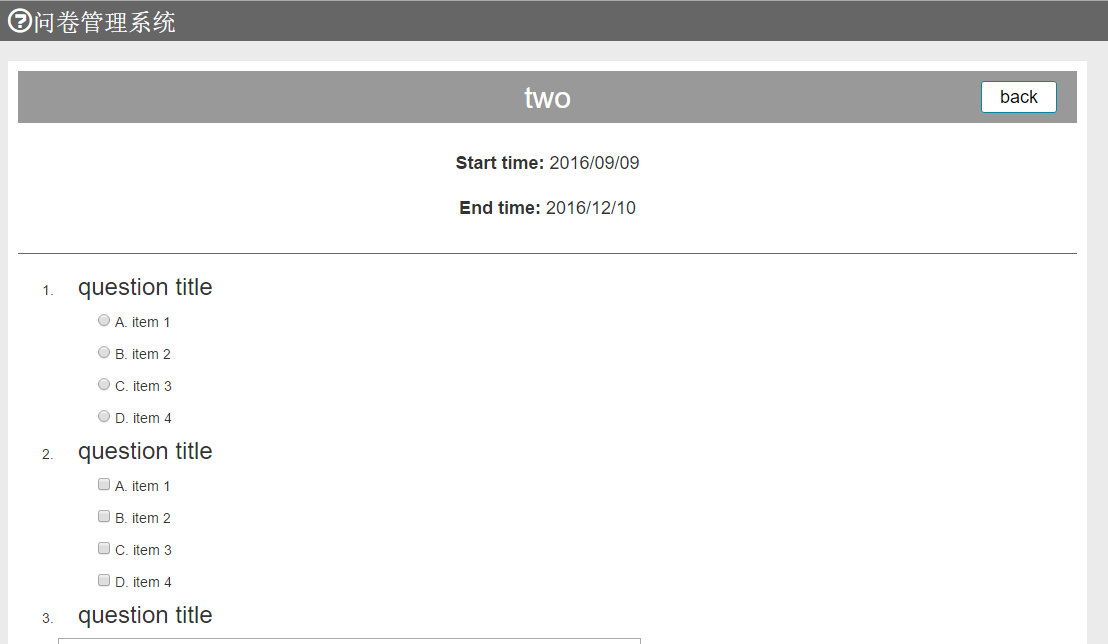 问卷管理系统
two
back
Start time: 2016/09/09
End time: 2016/12/10
1. question title
A. item 1
B. item 2
C. item 3
D. item 4
2. question title
A. item 1
B. item 2
C. item 3
D. item 4
3. question title